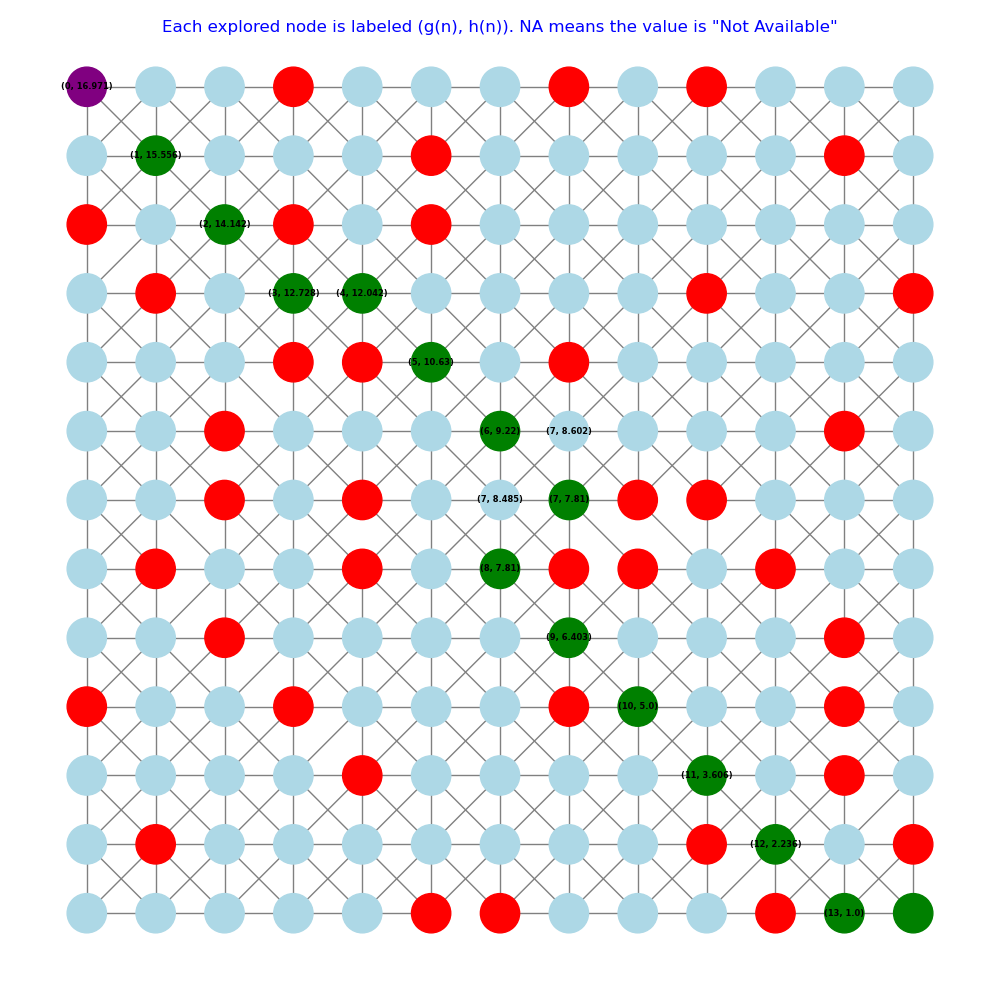 Each explored node is labeled (g(n), h(n)). NA means the value is "Not Available"
(0, 16.971)
(1, 15.556)
(2, 14.142)
(3, 12.728) (4, 12.042)
(5, 10.63)
(6, 9.22) (7, 8.602)
(7, 8.485) (7, 7.81)
(8, 7.81)
(9, 6.403)
(10, 5.0)
(11, 3.606)
(12, 2.236)
(13, 1.0)